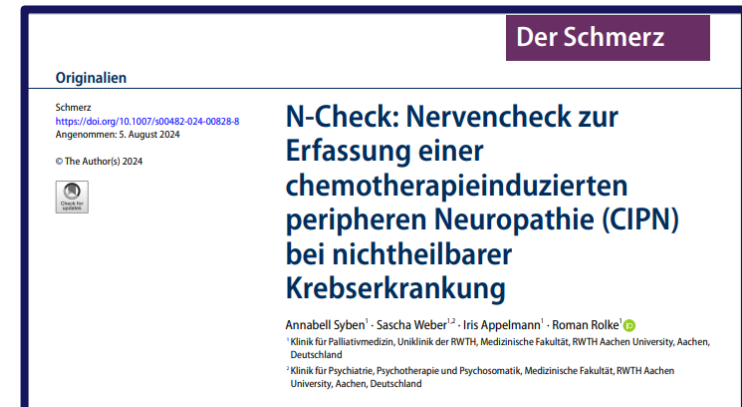 Der Schmerz
Originalien
Schmerz
https://doi.org/10.1007/s00482-024-00828-8
Angenommen: 5. August 2024
© The Author(s) 2024
Check for
updates
N-Check: Nervencheck zur
Erfassung einer
chemotherapieinduzierten
peripheren Neuropathie (CIPN)
bei nichtheilbarer
Krebserkrankung
Annabell Syben¹ · Sascha Weber¹,² · Iris Appelmann¹ · Roman Rolke¹ iD
¹ Klinik für Palliativmedizin, Uniklinik der RWTH, Medizinische Fakultät, RWTH Aachen University, Aachen,
Deutschland
² Klinik für Psychiatrie, Psychotherapie und Psychosomatik, Medizinische Fakultät, RWTH Aachen
University, Aachen, Deutschland